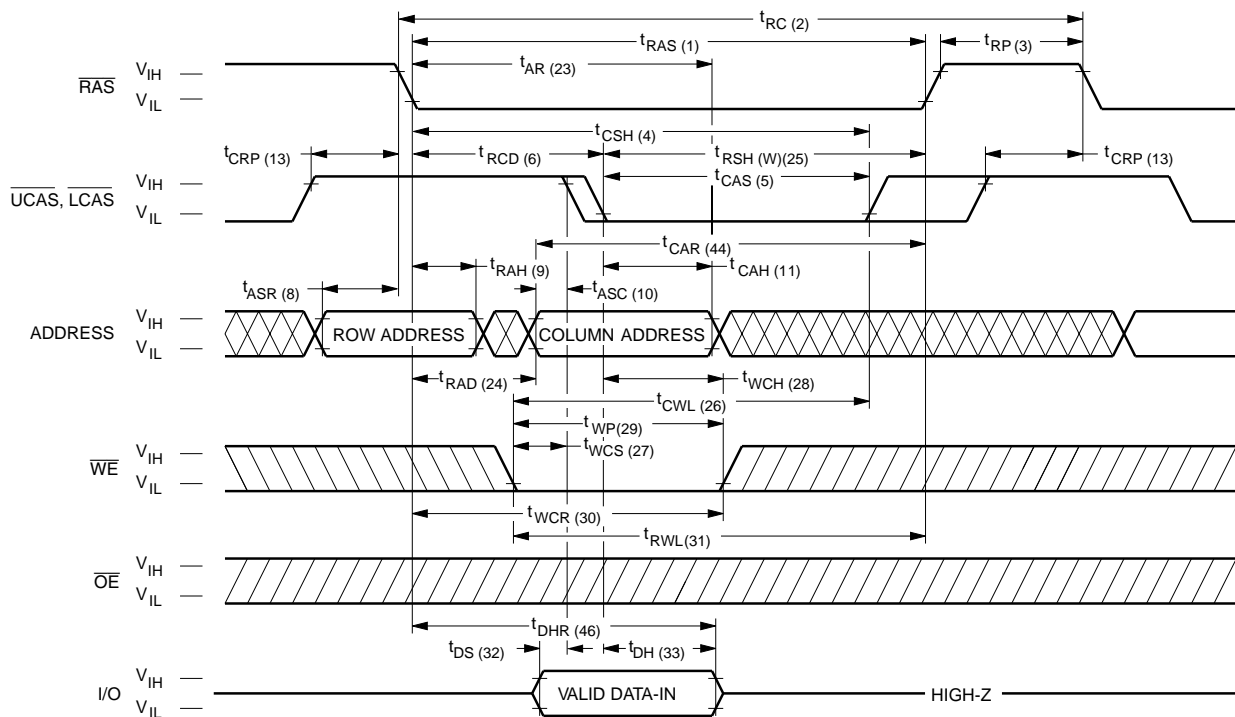 tRC (2)
tRAS (1)
tRP (3)
tAR (23)
RAS
VIH
VIL
tCSH (4)
tCRP (13)
tRCD (6)
tRSH (W)(25)
tCRP (13)
tCAS (5)
UCAS, LCAS
VIH
VIL
tCAR (44)
tRAH (9)
tCAH (11)
tASR (8)
tASC (10)
ADDRESS
VIH
VIL
ROW ADDRESS
COLUMN ADDRESS
tRAD (24)
tWCH (28)
tCWL (26)
tWP(29)
tWCS (27)
WE
VIH
VIL
tWCR (30)
tRWL(31)
OE
VIH
VIL
tDHR (46)
tDS (32)
tDH (33)
I/O
VIH
VIL
VALID DATA-IN
HIGH-Z